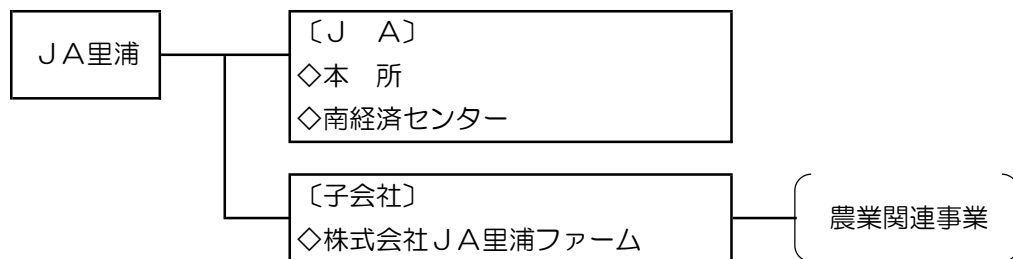 ＪＡ里浦
〔Ｊ　Ａ〕
◇本　所
◇南経済センター
〔子会社〕
◇株式会社ＪＡ里浦ファーム
農業関連事業